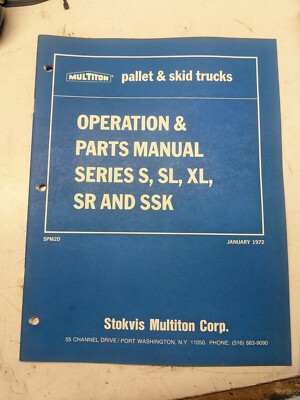 MULTITON pallet & skid trucks
OPERATION &
PARTS MANUAL
SERIES S, SL, XL,
SR AND SSK
SPM2D JANUARY 1972
Stokvis Multiton Corp.
55 CHANNEL DRIVE/PORT WASHINGTON, N.Y. 11050. PHONE: (516) 883-9090